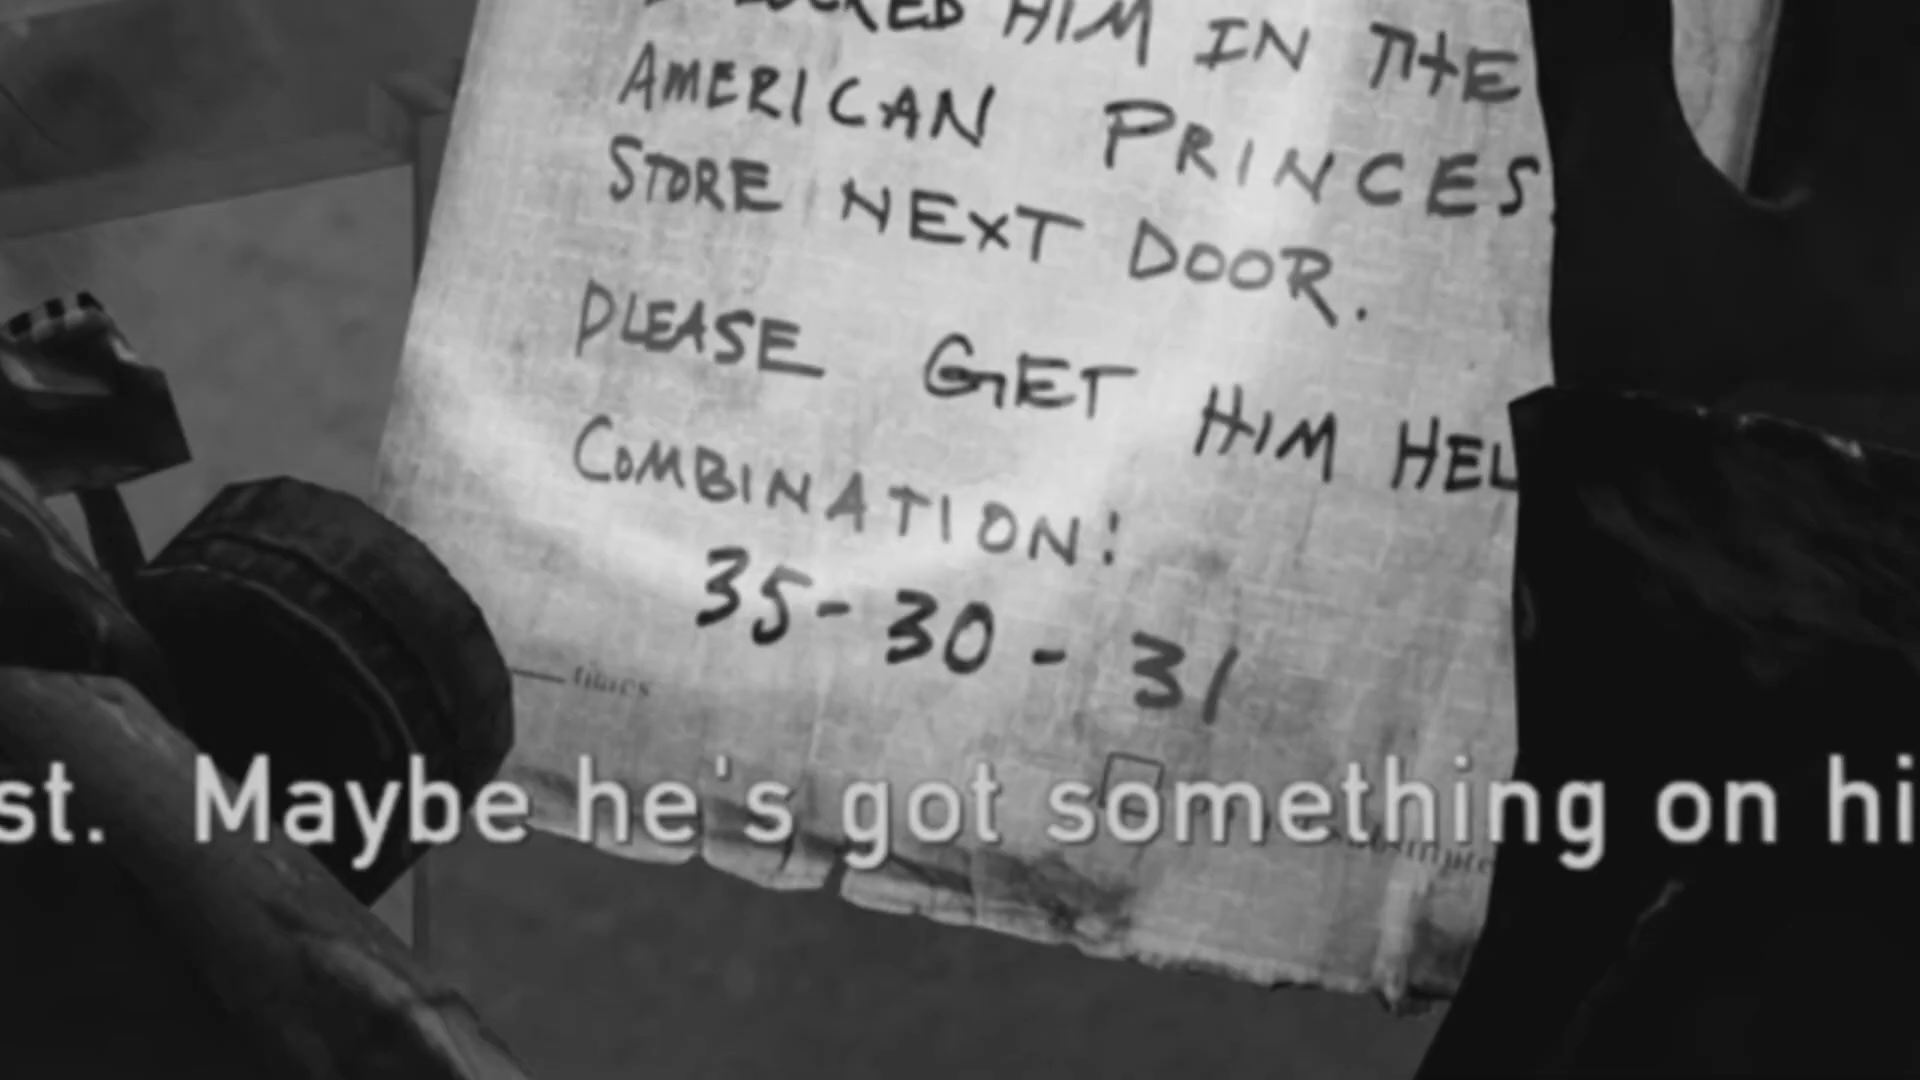 HIM IN THE
AMERICAN PRINCES
STORE NEXT DOOR.
PLEASE GET HIM HEL
COMBINATION:
35-30-31
times
st. Maybe he's got something on hi